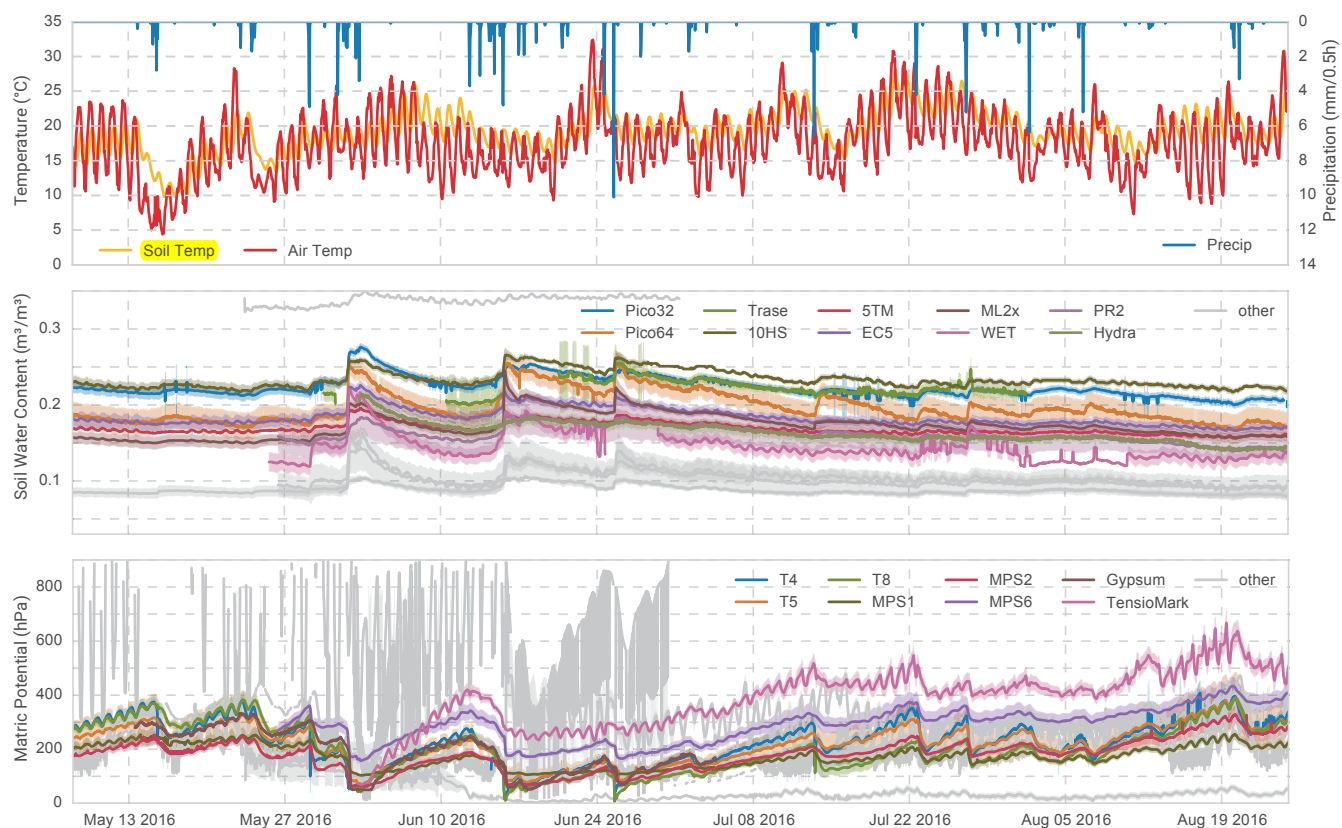 Temperature (°C)
35
30
25
20
15
10
5
0
Soil Temp
Air Temp
Precip
0
2
4
6
8
10
12
14
Precipitation (mm/0.5h)
Soil Water Content (m³/m³)
0.3
0.2
0.1
Pico32 Trase 5TM ML2x PR2 other
Pico64 10HS EC5 WET Hydra
Matric Potential (hPa)
800
600
400
200
0
T4 T8 MPS2 Gypsum other
T5 MPS1 MPS6 TensioMark
May 13 2016 May 27 2016 Jun 10 2016 Jun 24 2016 Jul 08 2016 Jul 22 2016 Aug 05 2016 Aug 19 2016